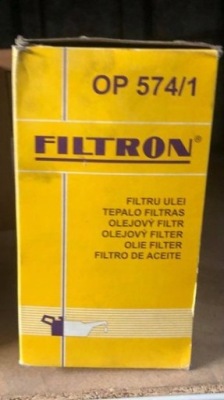 OP 574/1
FILTRON®
FILTRU ULEI
TEPALO FILTRAS
OLEJOVÝ FILTR
OLEJOVÝ FILTER
OLIE FILTER
FILTRO DE ACEITE